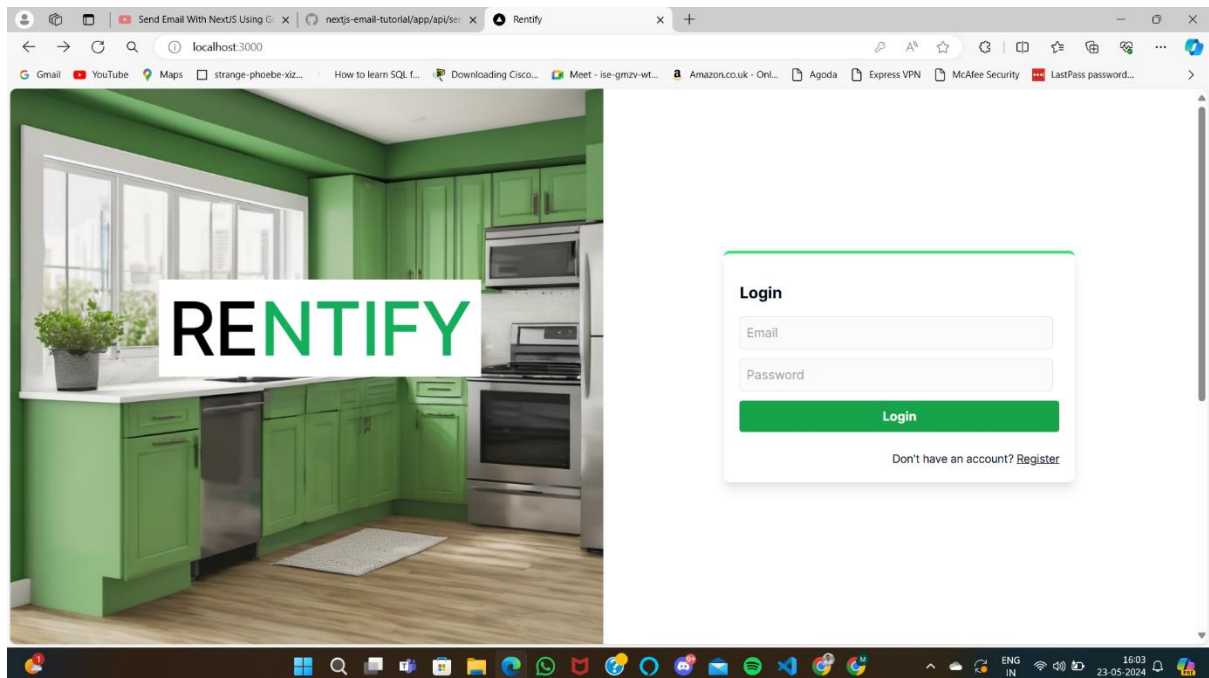 Send Email With NextJS Using Gr
nextjs-email-tutorial/app/api/sen
Rentify
localhost:3000
Gmail
YouTube
Maps
strange-phoebe-xiz...
How to learn SQL f...
Downloading Cisco...
Meet - ise-gmzv-wt...
Amazon.co.uk - Onl...
Agoda
Express VPN
McAfee Security
LastPass password...
RENTIFY
Login
Email
Password
Login
Don't have an account? Register
ENG
IN
16:03
23-05-2024